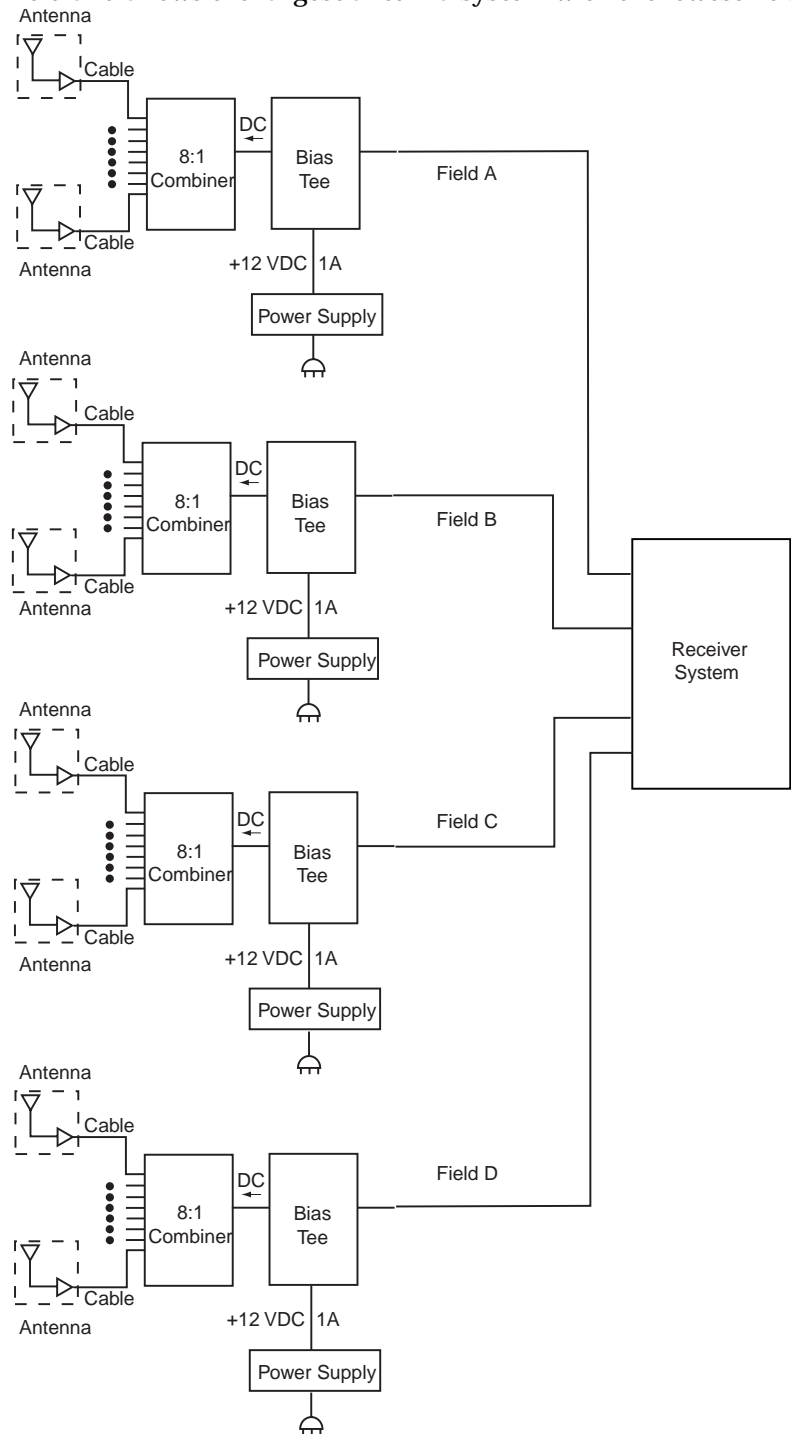 Antenna
Cable
8:1
Combiner
DC
Bias
Tee
Field A
Cable
Antenna
+12 VDC
1A
Power Supply
Antenna
Cable
8:1
Combiner
DC
Bias
Tee
Field B
Cable
Antenna
+12 VDC
1A
Power Supply
Receiver
System
Antenna
Cable
8:1
Combiner
DC
Bias
Tee
Field C
Cable
Antenna
+12 VDC
1A
Power Supply
Antenna
Cable
8:1
Combiner
DC
Bias
Tee
Field D
Cable
Antenna
+12 VDC
1A
Power Supply